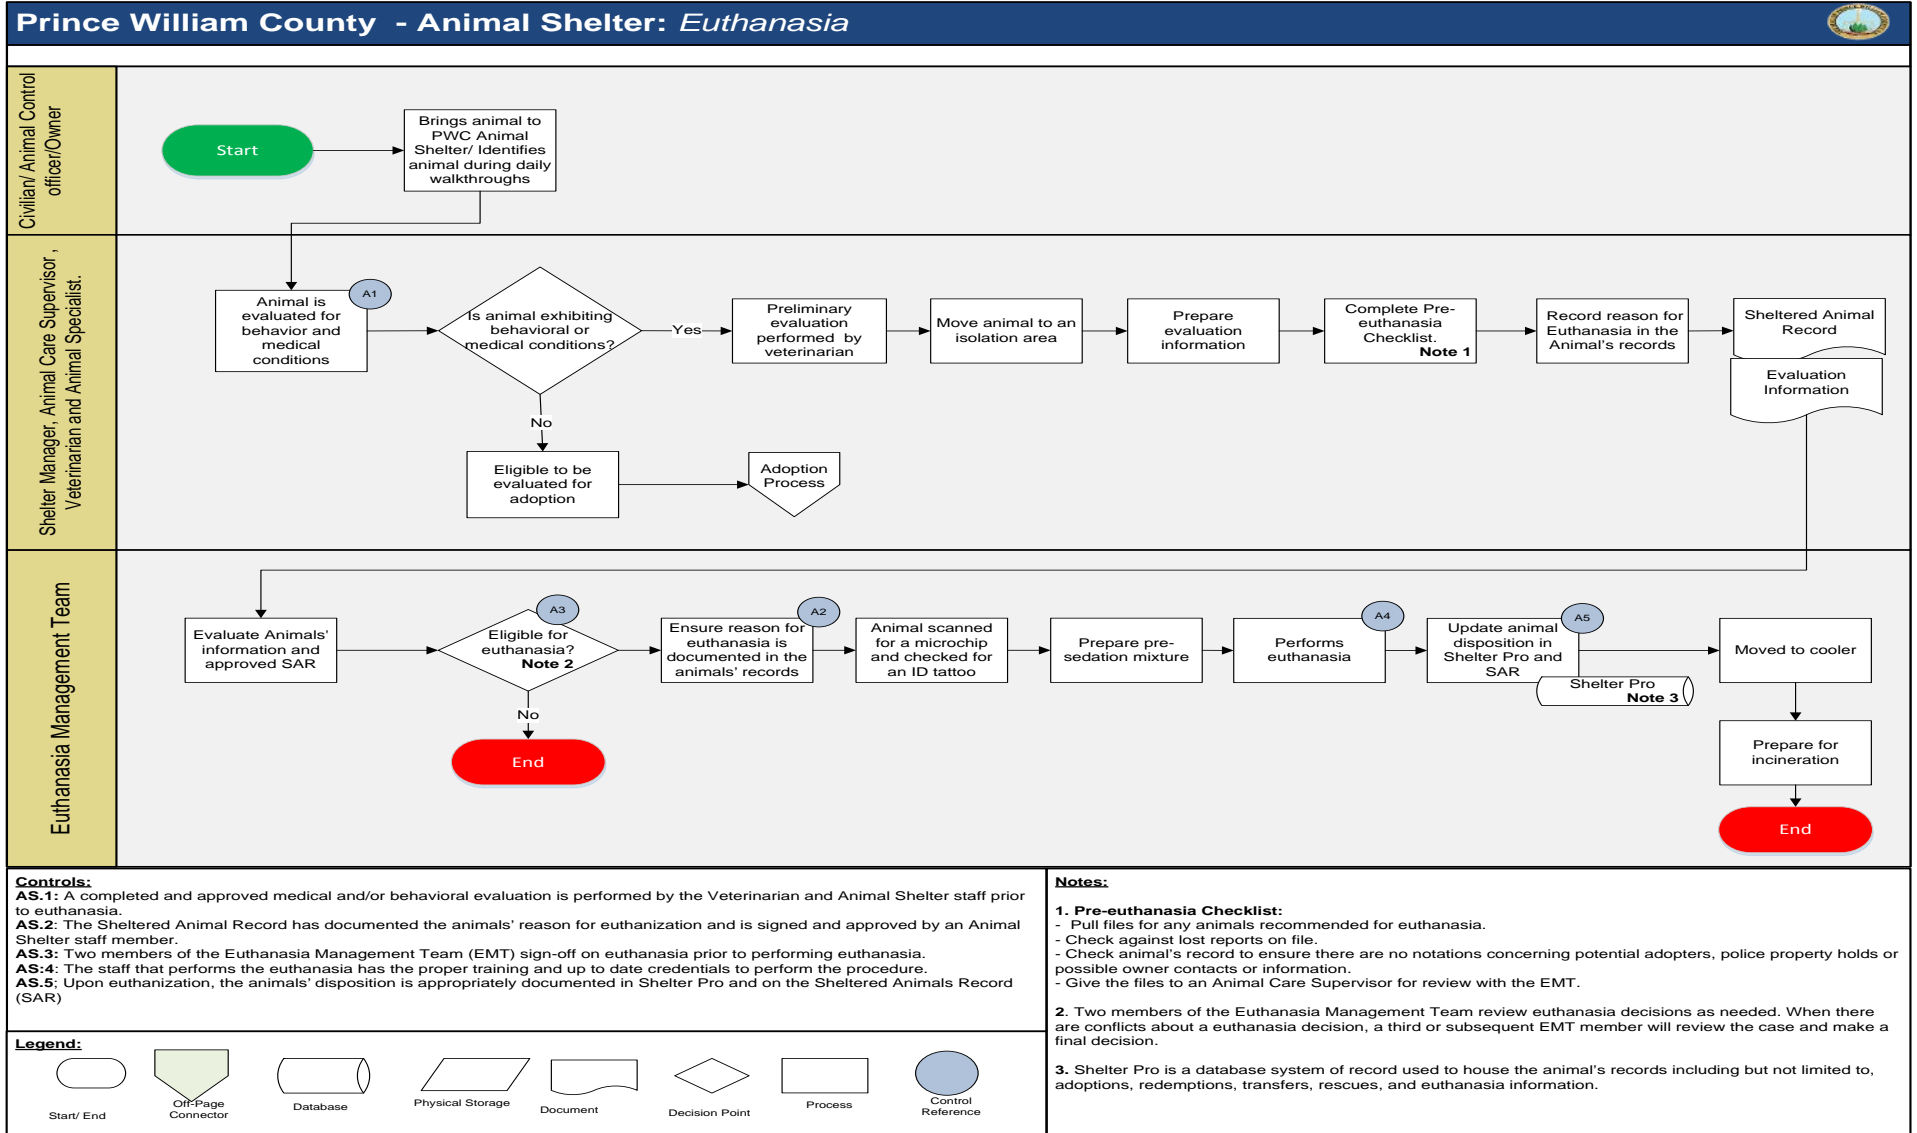 Prince William County - Animal Shelter: Euthanasia
Civilian/ Animal Control
officer/Owner
Start
Brings animal to
PWC Animal
Shelter/ Identifies
animal during daily
walkthroughs
Shelter Manager, Animal Care Supervisor ,
Veterinarian and Animal Specialist.
Animal is
evaluated for
behavior and
medical
conditions
A1
Is animal exhibiting
behavioral or
medical conditions?
Yes
No
Preliminary
evaluation
performed by
veterinarian
Move animal to an
isolation area
Prepare
evaluation
information
Complete Pre-
euthanasia
Checklist.
Note 1
Record reason for
Euthanasia in the
Animal's records
Sheltered Animal
Record
Evaluation
Information
Eligible to be
evaluated for
adoption
Adoption
Process
Euthanasia Management Team
Evaluate Animals'
information and
approved SAR
A3
Eligible for
euthanasia?
Note 2
No
End
A2
Ensure reason for
euthanasia is
documented in the
animals' records
Animal scanned
for a microchip
and checked for
an ID tattoo
Prepare pre-
sedation mixture
A4
Performs
euthanasia
A5
Update animal
disposition in
Shelter Pro and
SAR
Shelter Pro
Note 3
Moved to cooler
Prepare for
incineration
End
Controls:
AS.1: A completed and approved medical and/or behavioral evaluation is performed by the Veterinarian and Animal Shelter staff prior
to euthanasia.
AS.2: The Sheltered Animal Record has documented the animals' reason for euthanization and is signed and approved by an Animal
Shelter staff member.
AS.3: Two members of the Euthanasia Management Team (EMT) sign-off on euthanasia prior to performing euthanasia.
AS:4: The staff that performs the euthanasia has the proper training and up to date credentials to perform the procedure.
AS.5; Upon euthanization, the animals' disposition is appropriately documented in Shelter Pro and on the Sheltered Animals Record
(SAR)
Legend:
Start/ End
Off-Page
Connector
Database
Physical Storage
Document
Decision Point
Process
Control
Reference
Notes:
1. Pre-euthanasia Checklist:
- Pull files for any animals recommended for euthanasia.
- Check against lost reports on file.
- Check animal's record to ensure there are no notations concerning potential adopters, police property holds or
possible owner contacts or information.
- Give the files to an Animal Care Supervisor for review with the EMT.
2. Two members of the Euthanasia Management Team review euthanasia decisions as needed. When there
are conflicts about a euthanasia decision, a third or subsequent EMT member will review the case and make a
final decision.
3. Shelter Pro is a database system of record used to house the animal's records including but not limited to,
adoptions, redemptions, transfers, rescues, and euthanasia information.